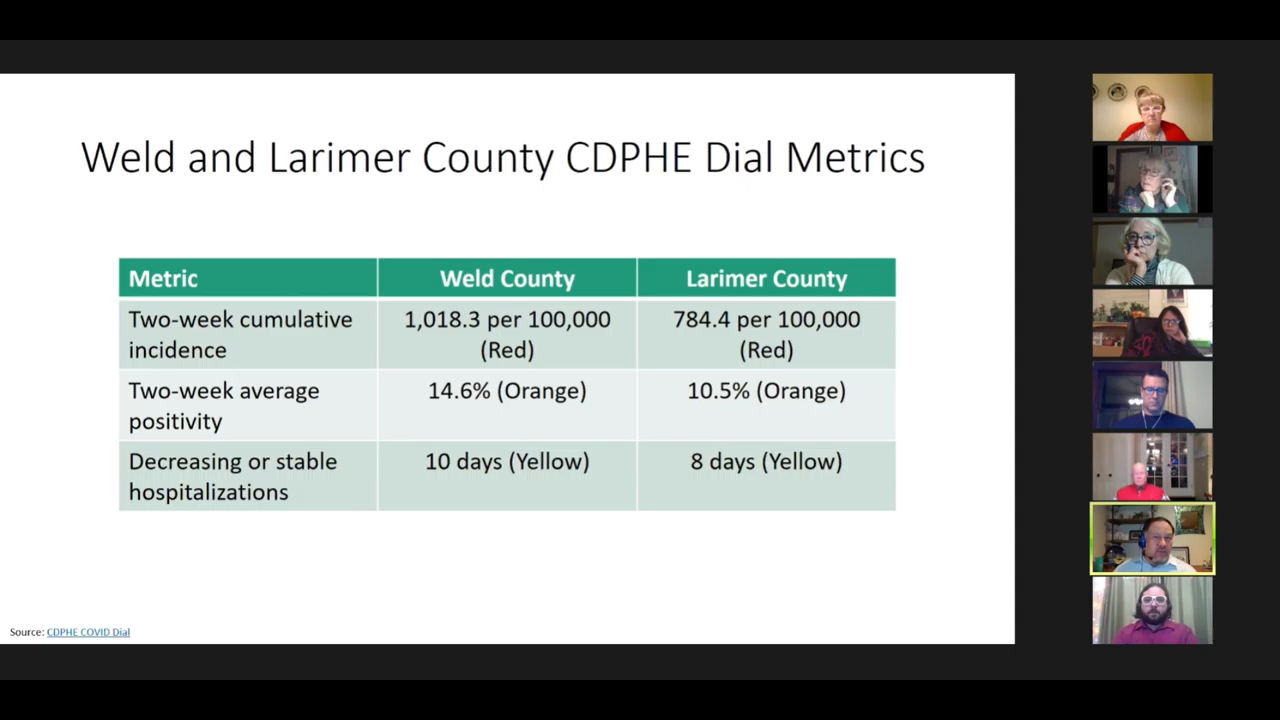 Weld and Larimer County CDPHE Dial Metrics
Metric
Weld County
Larimer County
Two-week cumulative
incidence
1,018.3 per 100,000
(Red)
784.4 per 100,000
(Red)
Two-week average
positivity
14.6% (Orange)
10.5% (Orange)
Decreasing or stable
hospitalizations
10 days (Yellow)
8 days (Yellow)
Source: CDPHE COVID Dial